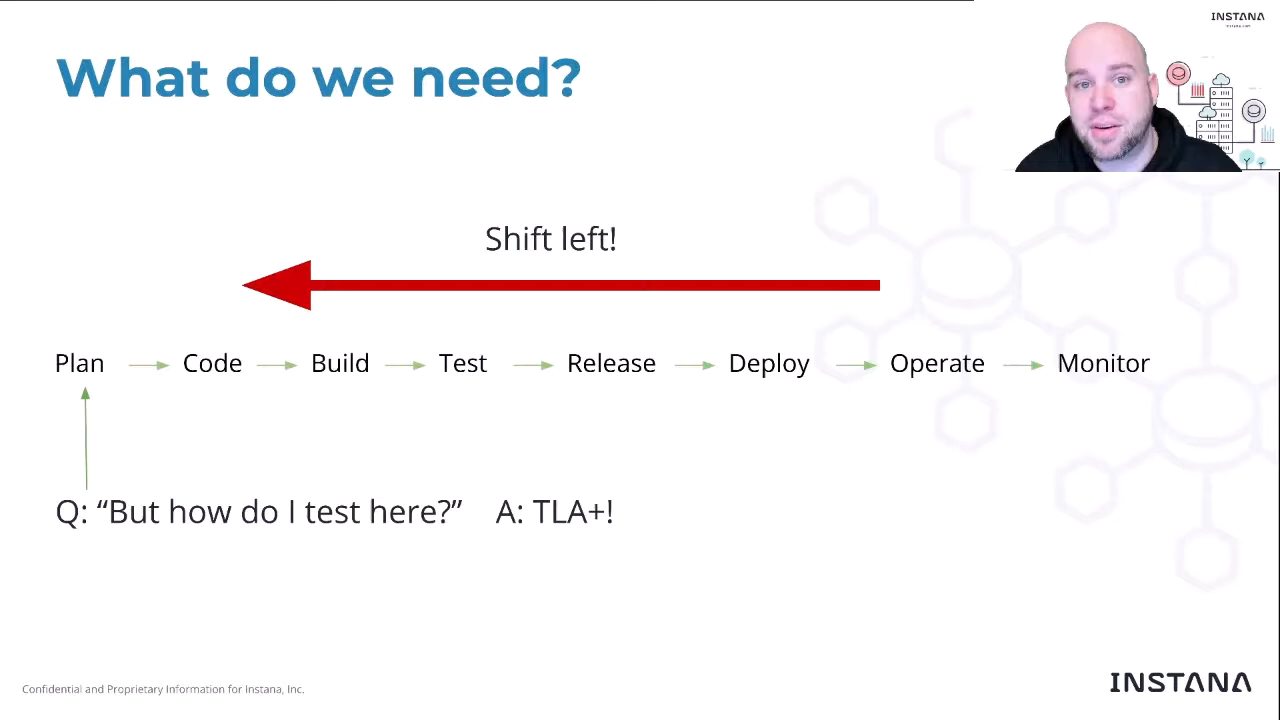 INSTANA
What do we need?
Shift left!
Plan Code Build Test Release Deploy Operate Monitor
Q: “But how do I test here?” A: TLA+!
Confidential and Proprietary Information for Instana, Inc.
INSTANA